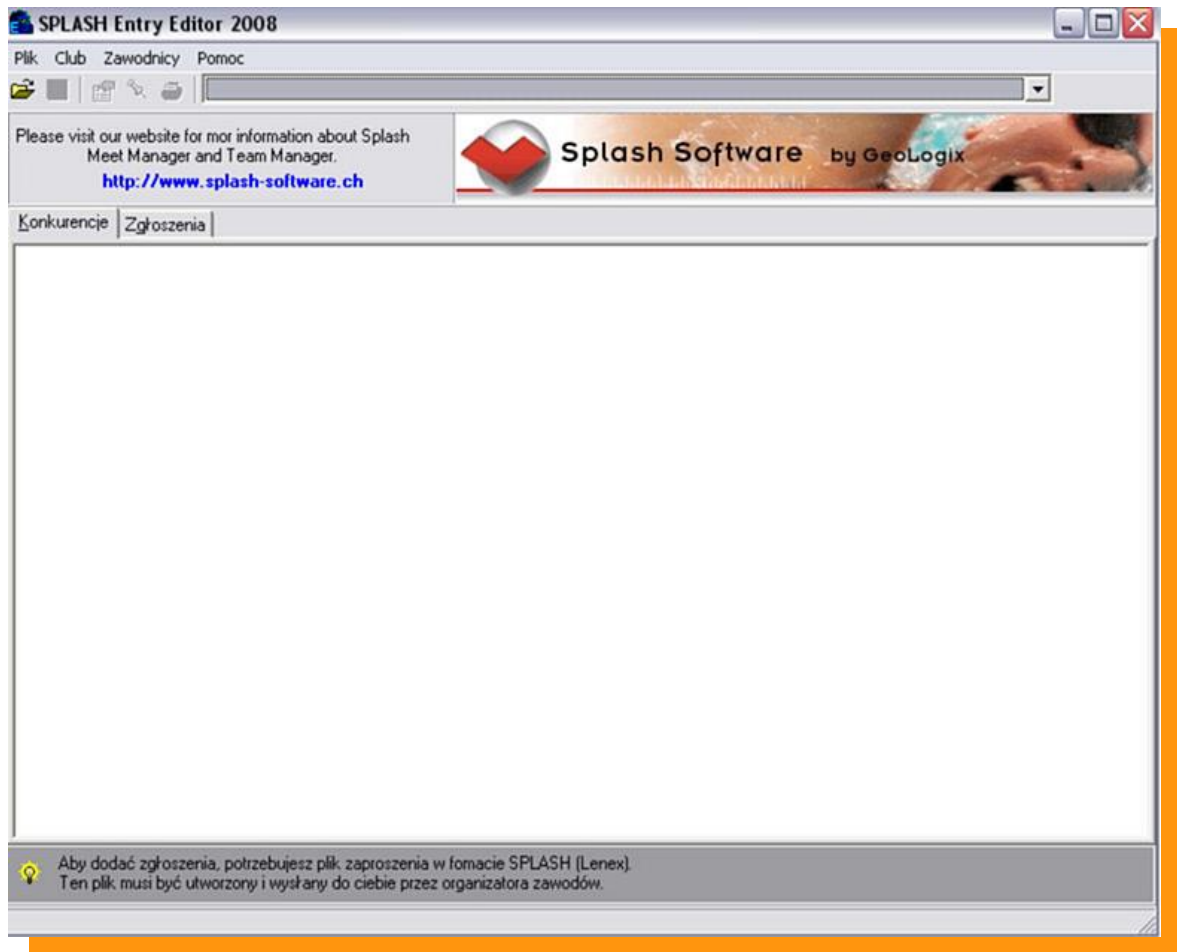 SPLASH Entry Editor 2008
Plik Club Zawodnicy Pomoc
Please visit our website for mor information about Splash
Meet Manager and Team Manager.
http://www.splash-software.ch
Splash Software by GeoLogix
Konkurencje Zgłoszenia
Aby dodać zgłoszenia, potrzebujesz plik zaproszenia w fomacie SPLASH (Lenex).
Ten plik musi być utworzony i wysłany do ciebie przez organizatora zawodów.